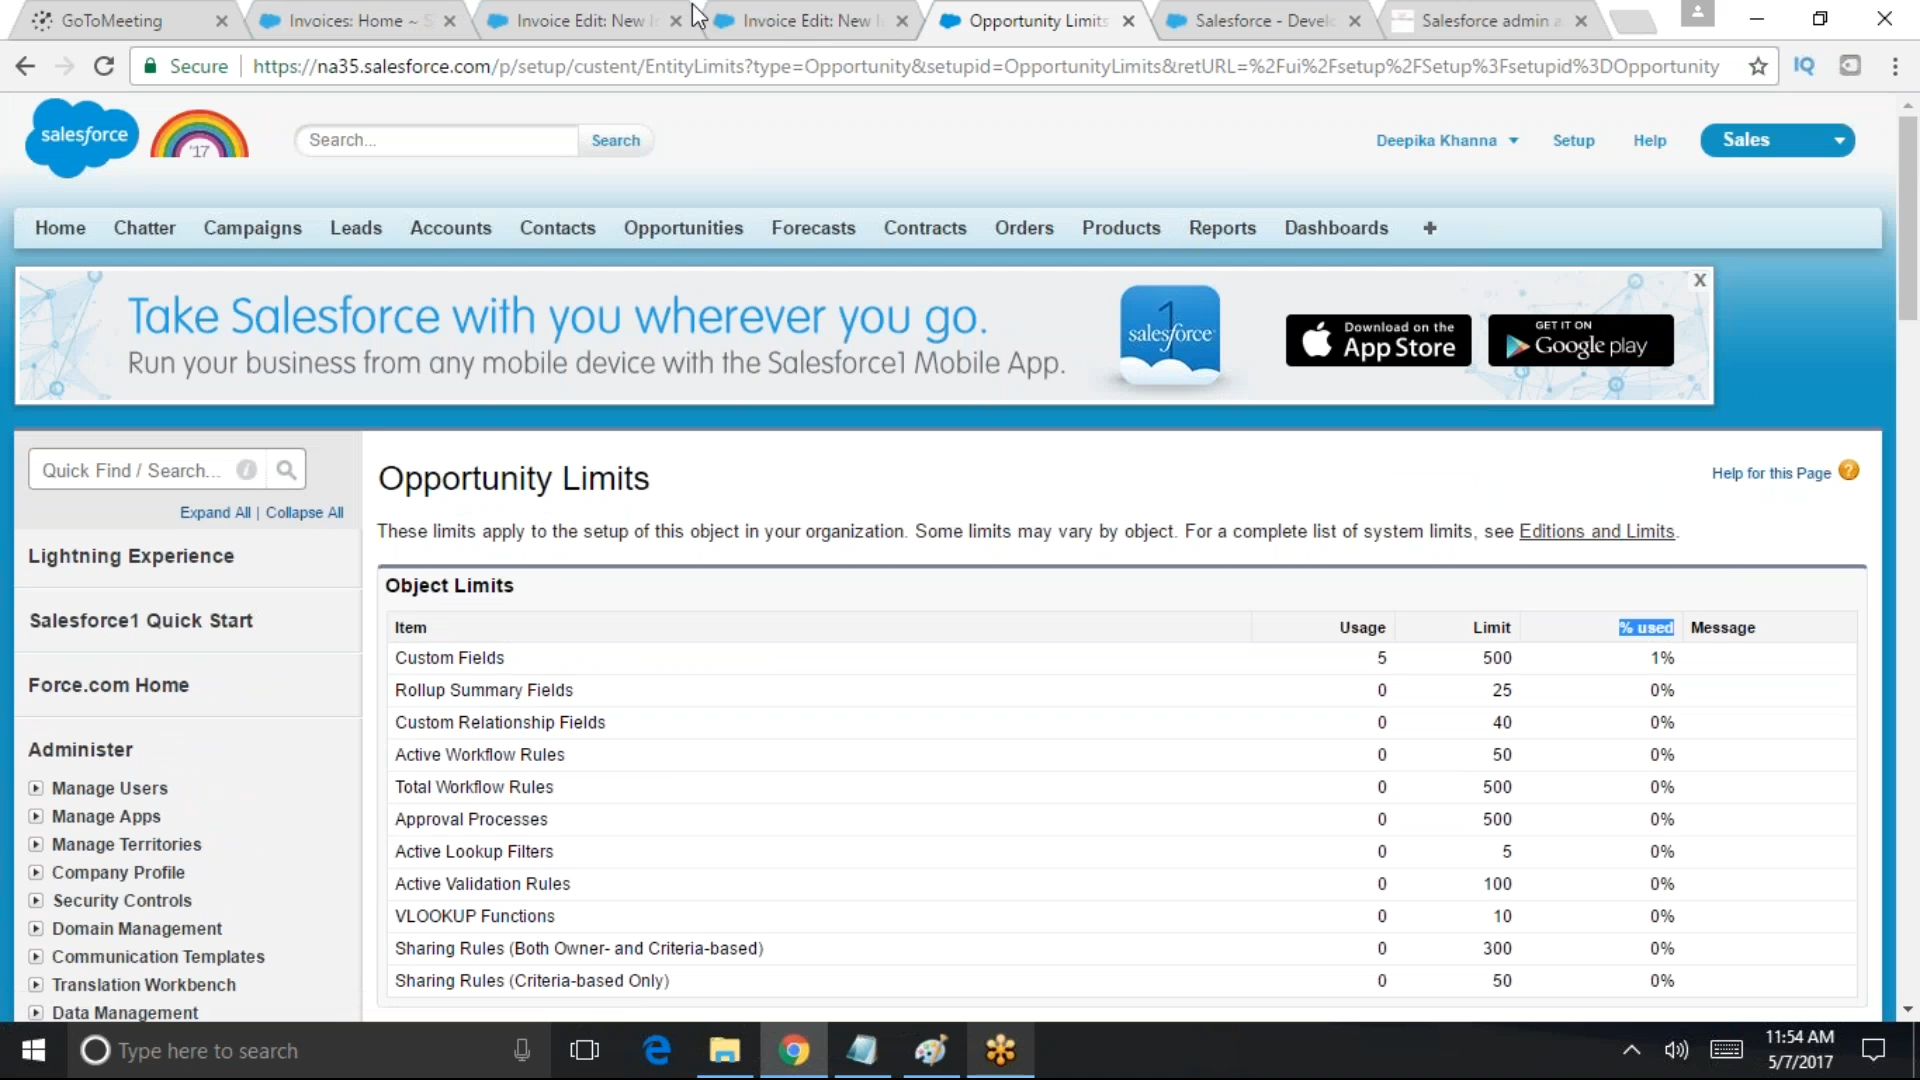 GoToMeeting
Invoices: Home ~ S
Invoice Edit: New I
Invoice Edit: New I
Opportunity Limits
Salesforce - Devel
Salesforce admin a
Secure
https://na35.salesforce.com/p/setup/custent/EntityLimits?type=Opportunity&setupid=OpportunityLimits&retURL=%2Fui%2Fsetup%2FSetup%3Fsetupid%3DOpportunity
IQ
salesforce
'17
Search...
Search
Deepika Khanna
Setup
Help
Sales
Home
Chatter
Campaigns
Leads
Accounts
Contacts
Opportunities
Forecasts
Contracts
Orders
Products
Reports
Dashboards
+
Take Salesforce with you wherever you go.
Run your business from any mobile device with the Salesforce1 Mobile App.
1
salesforce
Download on the
App Store
GET IT ON
Google play
X
Quick Find / Search...
Expand All | Collapse All
Lightning Experience
Salesforce1 Quick Start
Force.com Home
Administer
Manage Users
Manage Apps
Manage Territories
Company Profile
Security Controls
Domain Management
Communication Templates
Translation Workbench
Data Management
Opportunity Limits
Help for this Page ?
These limits apply to the setup of this object in your organization. Some limits may vary by object. For a complete list of system limits, see Editions and Limits.
Object Limits
Item Usage Limit % used Message
Custom Fields 5 500 1%
Rollup Summary Fields 0 25 0%
Custom Relationship Fields 0 40 0%
Active Workflow Rules 0 50 0%
Total Workflow Rules 0 500 0%
Approval Processes 0 500 0%
Active Lookup Filters 0 5 0%
Active Validation Rules 0 100 0%
VLOOKUP Functions 0 10 0%
Sharing Rules (Both Owner- and Criteria-based) 0 300 0%
Sharing Rules (Criteria-based Only) 0 50 0%
Type here to search
11:54 AM
5/7/2017